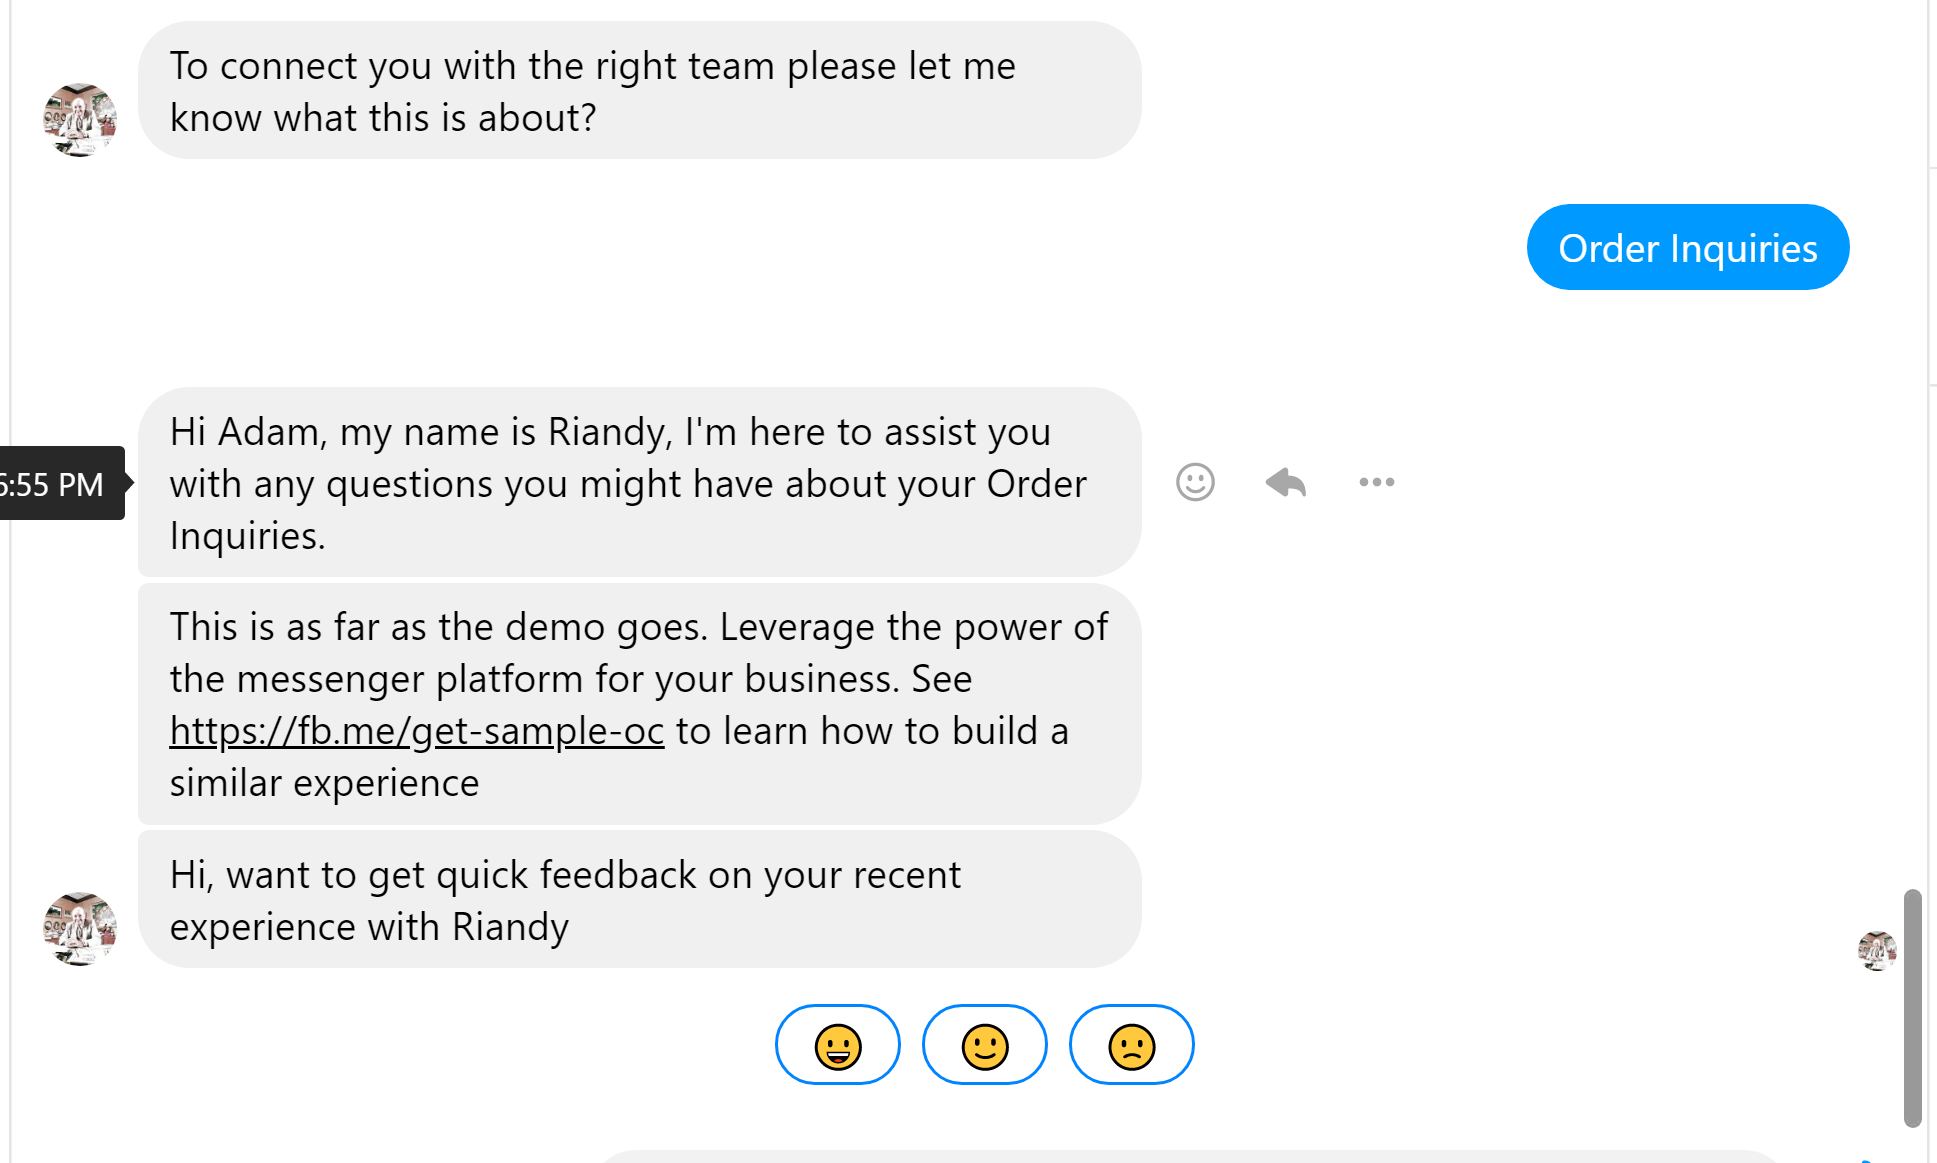 To connect you with the right team please let me
know what this is about?
Order Inquiries
Hi Adam, my name is Riandy, I'm here to assist you
with any questions you might have about your Order
Inquiries.
:55 PM
This is as far as the demo goes. Leverage the power of
the messenger platform for your business. See
https://fb.me/get-sample-oc to learn how to build a
similar experience
Hi, want to get quick feedback on your recent
experience with Riandy